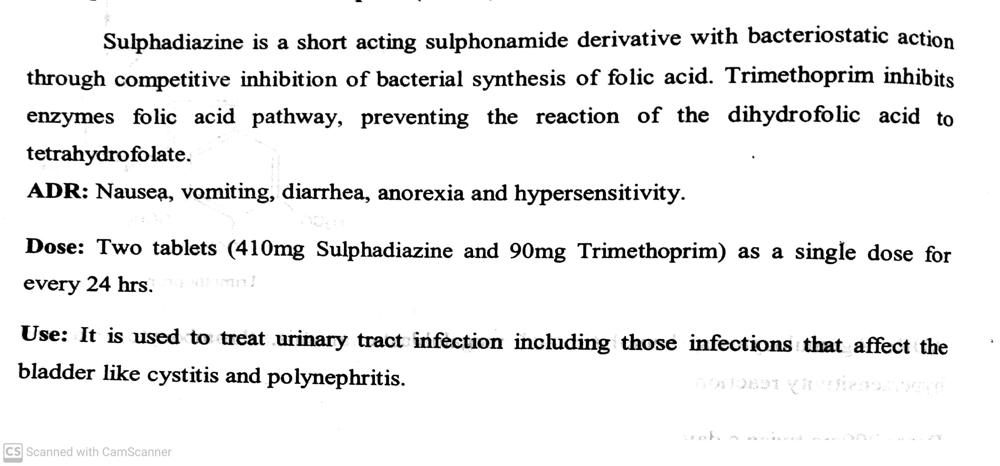 Sulphadiazine is a short acting sulphonamide derivative with bacteriostatic action
through competitive inhibition of bacterial synthesis of folic acid. Trimethoprim inhibits
enzymes folic acid pathway, preventing the reaction of the dihydrofolic acid to
tetrahydrofolate.
ADR: Nausea, vomiting, diarrhea, anorexia and hypersensitivity.
Dose: Two tablets (410mg Sulphadiazine and 90mg Trimethoprim) as a single dose for
every 24 hrs.
Use: It is used to treat urinary tract infection including those infections that affect the
bladder like cystitis and polynephritis.
CS Scanned with CamScanner